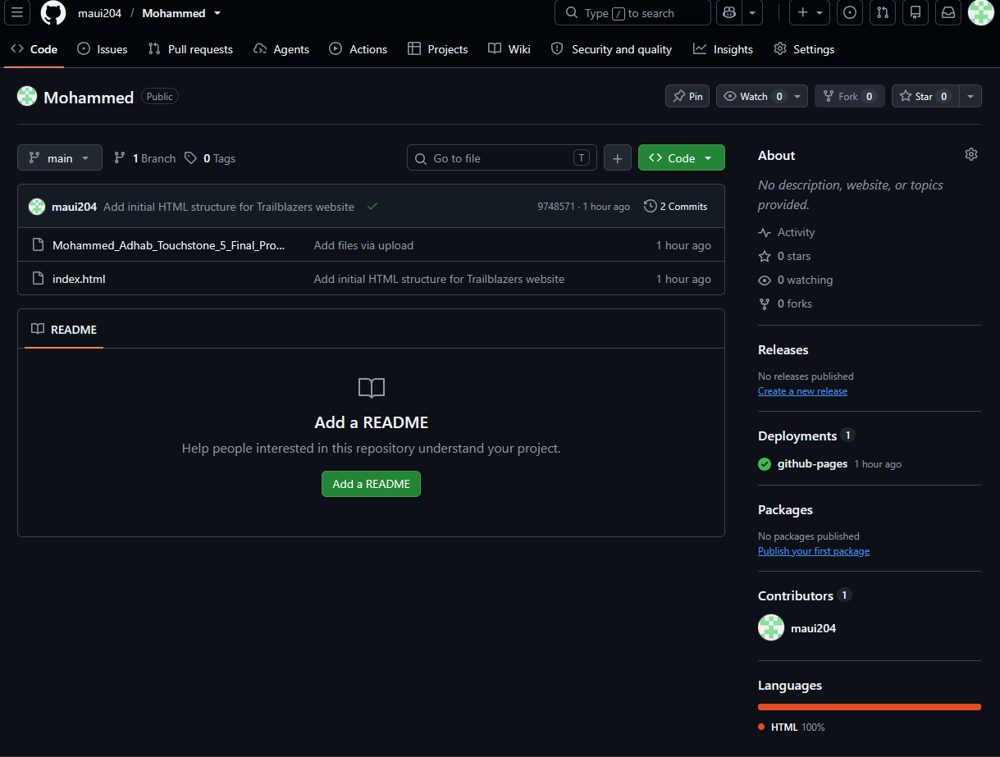 maui204 / Mohammed
Type / to search
Code Issues Pull requests Agents Actions Projects Wiki Security and quality Insights Settings
Mohammed Public
Pin Watch 0 Fork 0 Star 0
main 1 Branch 0 Tags Go to file T + Code
maui204 Add initial HTML structure for Trailblazers website 9748571 · 1 hour ago 2 Commits
Mohammed_Adhab_Touchstone_5_Final_Pro... Add files via upload 1 hour ago
index.html Add initial HTML structure for Trailblazers website 1 hour ago
README
Add a README
Help people interested in this repository understand your project.
Add a README
About
No description, website, or topics
provided.
Activity
0 stars
0 watching
0 forks
Releases
No releases published
Create a new release
Deployments 1
github-pages 1 hour ago
Packages
No packages published
Publish your first package
Contributors 1
maui204
Languages
HTML 100%